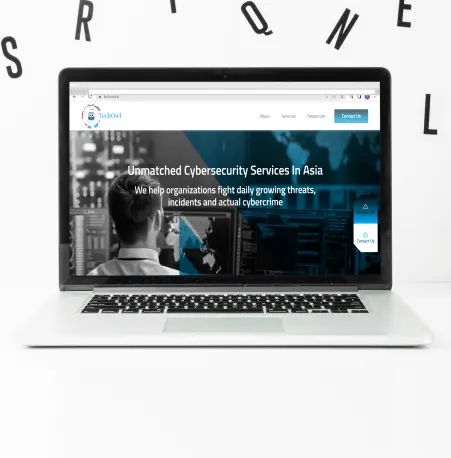 S R I Q N E
L
TechOwl
About Services Resources Contact Us
Unmatched Cybersecurity Services In Asia
We help organizations fight daily growing threats,
incidents and actual cybercrime
Contact Us